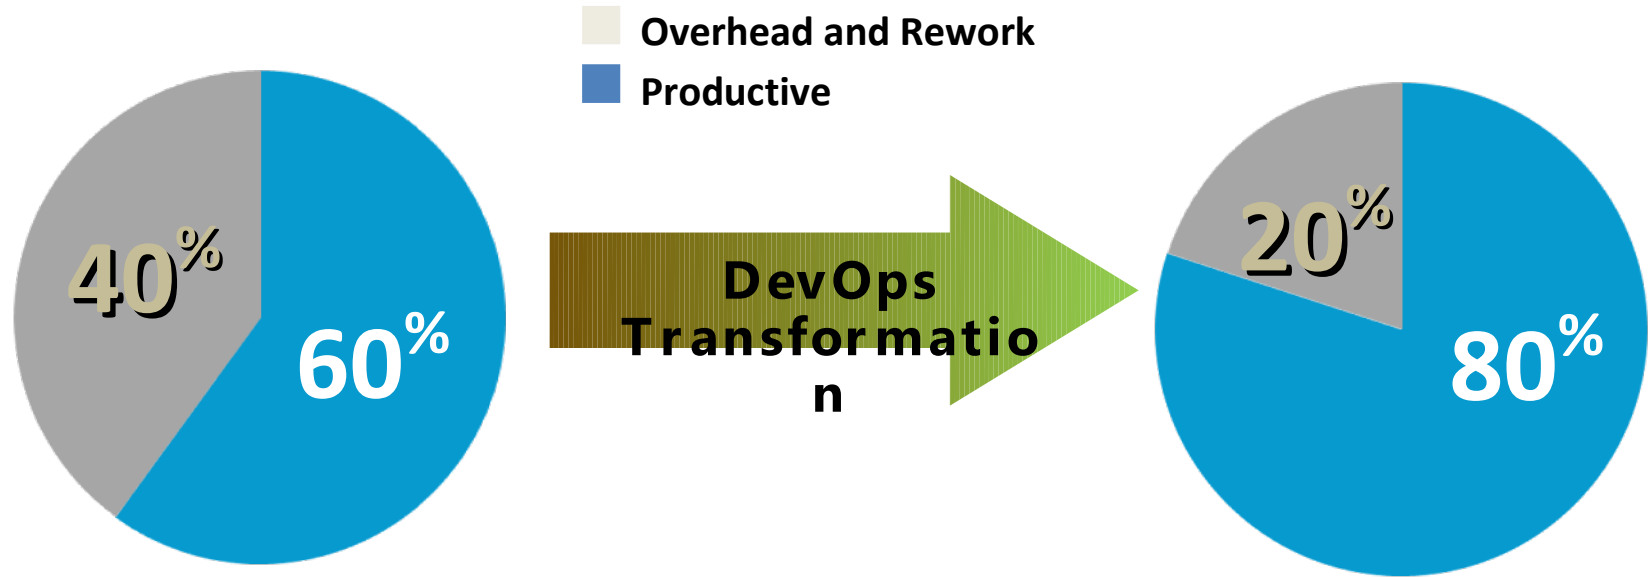 Overhead and Rework
Productive
40%
60%
DevOps
Transformatio
n
20%
80%